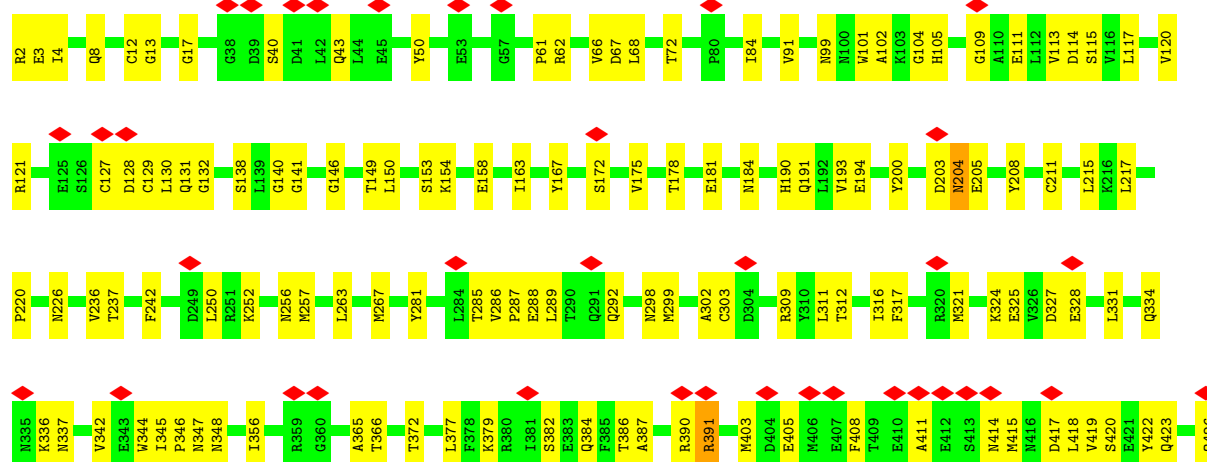 R2 E3 I4 Q8 C12 G13 G17 G38 D39 S40 D41 L42 Q43 L44 E45 Y50 E53 G57 P61 R62 V66 D67 L68 T72 P80 I84 V91 N99 N100 W101 A102 K103 G104 H105 G109 A110 E111 L112 V113 D114 S115 V116 L117 V120
R121 E125 S126 C127 D128 C129 L130 Q131 G132 S138 L139 G140 G141 G146 T149 L150 S153 K154 E158 I163 Y167 S172 V175 T178 E181 N184 H190 Q191 L192 V193 E194 Y200 D203 N204 E205 Y208 C211 L215 K216 L217
P220 N226 V236 T237 F242 D249 L250 R251 K252 N256 M257 L263 M267 Y281 L284 T285 V286 P287 E288 L289 T290 Q291 Q292 N298 M299 A302 C303 D304 R309 Y310 L311 T312 I316 F317 R320 M321 K324 E325 V326 D327 E328 L331 Q334
N335 K336 N337 V342 E343 W344 I345 P346 N347 N348 I356 R359 G360 A365 T366 T372 L377 F378 K379 R380 I381 S382 E383 Q384 F385 T386 A387 R390 R391 M403 D404 E405 M406 E407 F408 T409 E410 A411 E412 S413 N414 M415 N416 D417 L418 V419 S420 E421 Y422 Q423